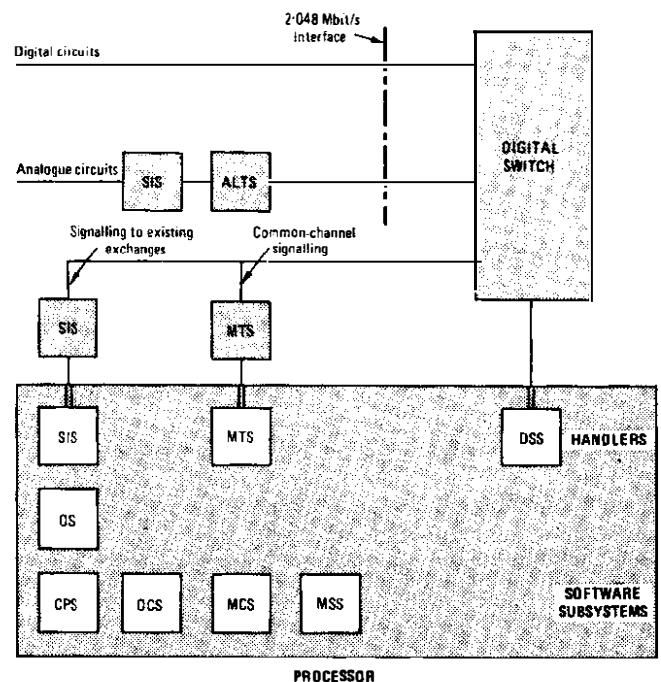 2·048 Mbit/s
interface
Digital circuits
DIGITAL
SWITCH
Analogue circuits
SIS
ALTS
Signalling to existing
exchanges
Common-channel
signalling
SIS
MTS
SIS
MTS
DSS
HANDLERS
OS
CPS
OCS
MCS
MSS
SOFTWARE
SUBSYSTEMS
PROCESSOR